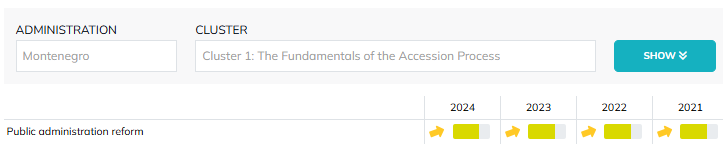 ADMINISTRATION
CLUSTER
Montenegro
Cluster 1: The Fundamentals of the Accession Process
SHOW
2024 2023 2022 2021
Public administration reform